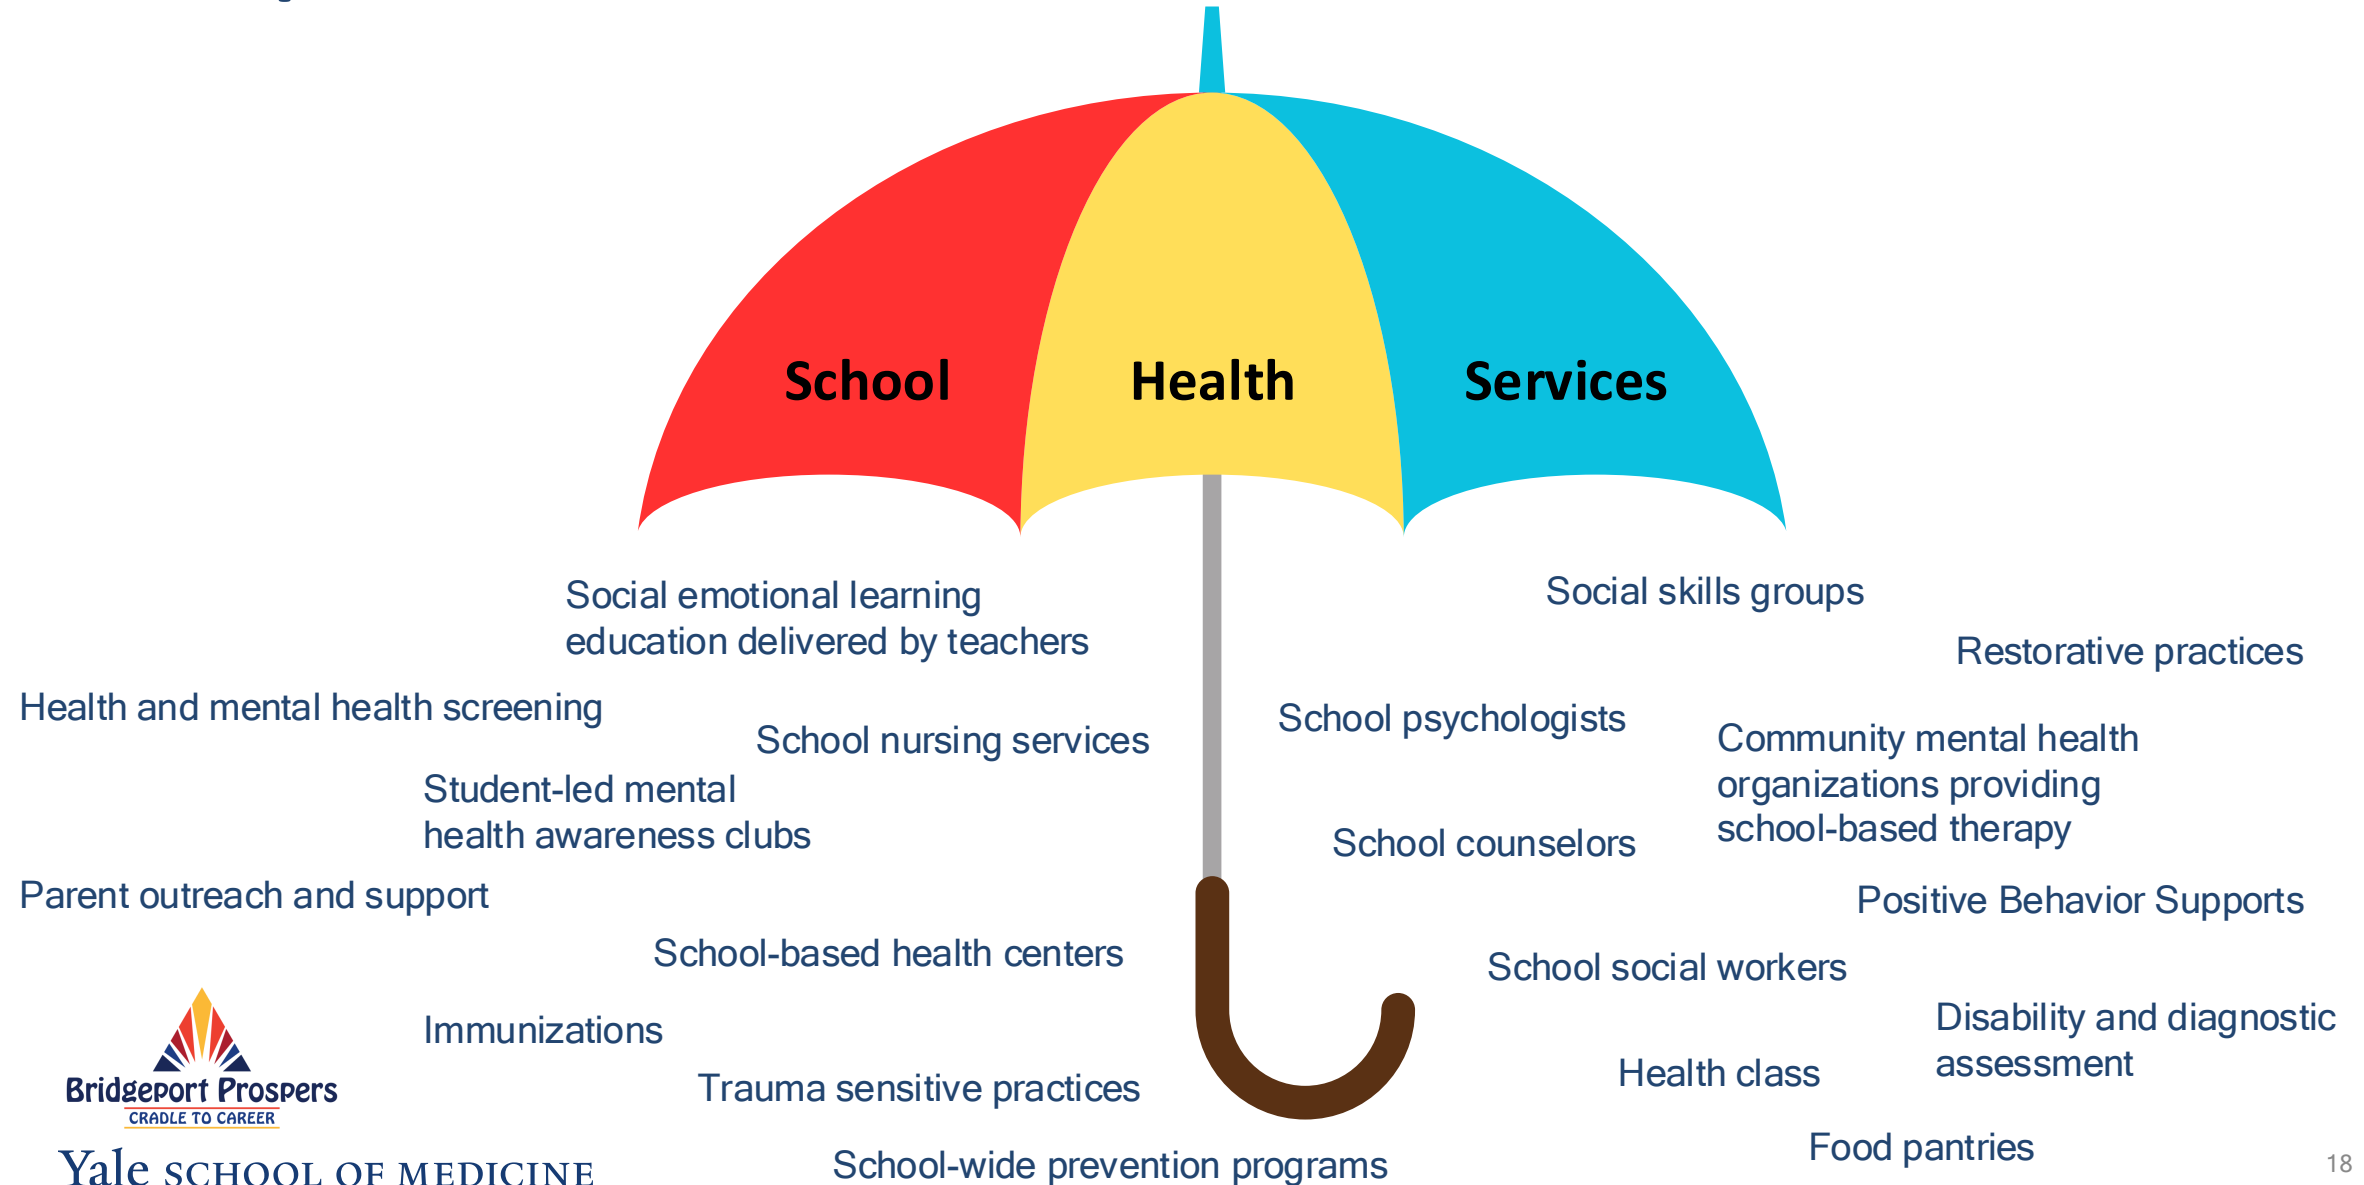 School
Health
Services
Social emotional learning
education delivered by teachers
Social skills groups
Restorative practices
Health and mental health screening
School nursing services
School psychologists
Community mental health
organizations providing
school-based therapy
Student-led mental
health awareness clubs
School counselors
Parent outreach and support
Positive Behavior Supports
School-based health centers
School social workers
Immunizations
Disability and diagnostic
assessment
Trauma sensitive practices
Health class
Bridgeport Prospers
CRADLE TO CAREER
Food pantries
School-wide prevention programs
Yale SCHOOL OF MEDICINE
18